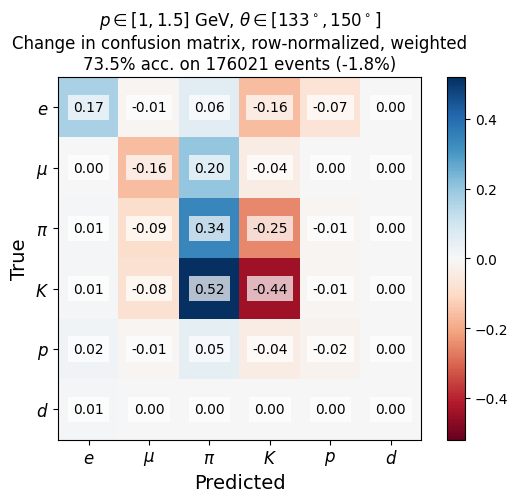 p ∈ [1, 1.5] GeV, θ ∈ [133°, 150°]
Change in confusion matrix, row-normalized, weighted
73.5% acc. on 176021 events (-1.8%)
True
e 0.17 -0.01 0.06 -0.16 -0.07 0.00
μ 0.00 -0.16 0.20 -0.04 0.00 0.00
π 0.01 -0.09 0.34 -0.25 -0.01 0.00
K 0.01 -0.08 0.52 -0.44 -0.01 0.00
p 0.02 -0.01 0.05 -0.04 -0.02 0.00
d 0.01 0.00 0.00 0.00 0.00 0.00
e μ π K p d
Predicted
0.4
0.2
0.0
−0.2
−0.4